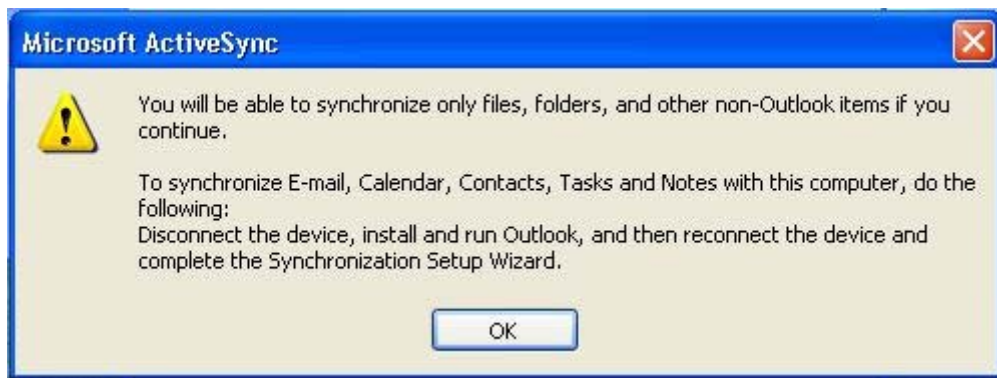 Microsoft ActiveSync
You will be able to synchronize only files, folders, and other non-Outlook items if you
continue.
To synchronize E-mail, Calendar, Contacts, Tasks and Notes with this computer, do the
following:
Disconnect the device, install and run Outlook, and then reconnect the device and
complete the Synchronization Setup Wizard.
OK